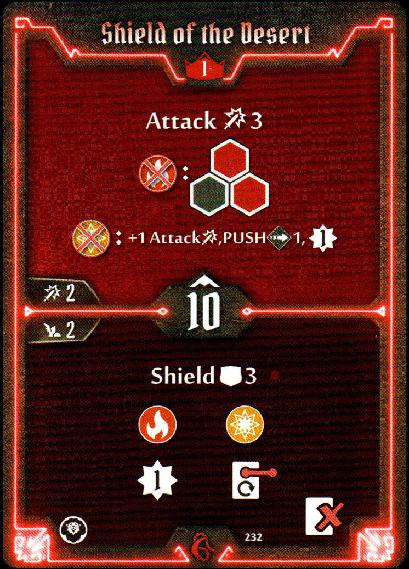 Shield of the Desert
1
Attack 3
:
: +1 Attack, PUSH 1, 1
2
10
2
Shield 3
1
232